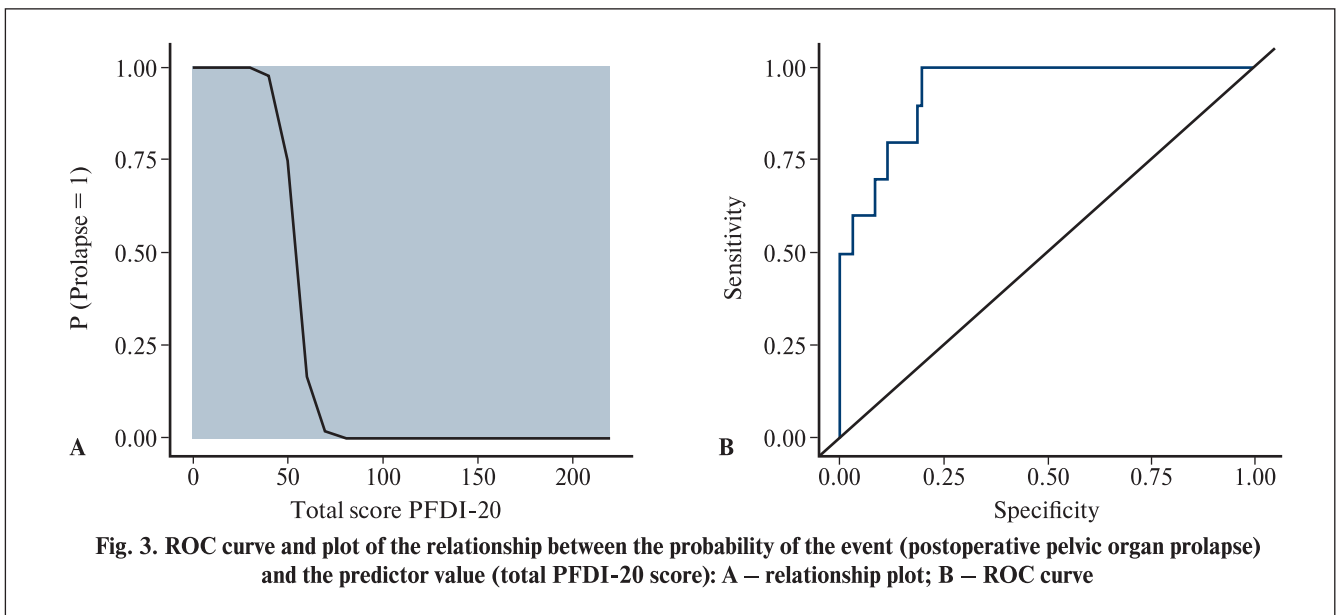 1.00
0.75
0.50
0.25
0.00
P (Prolapse = 1)
A
0
50
100
150
200
Total score PFDI-20
1.00
0.75
0.50
0.25
0.00
Sensitivity
B
0.00
0.25
0.50
0.75
1.00
Specificity
Fig. 3. ROC curve and plot of the relationship between the probability of the event (postoperative pelvic organ prolapse)
and the predictor value (total PFDI-20 score): A – relationship plot; B – ROC curve